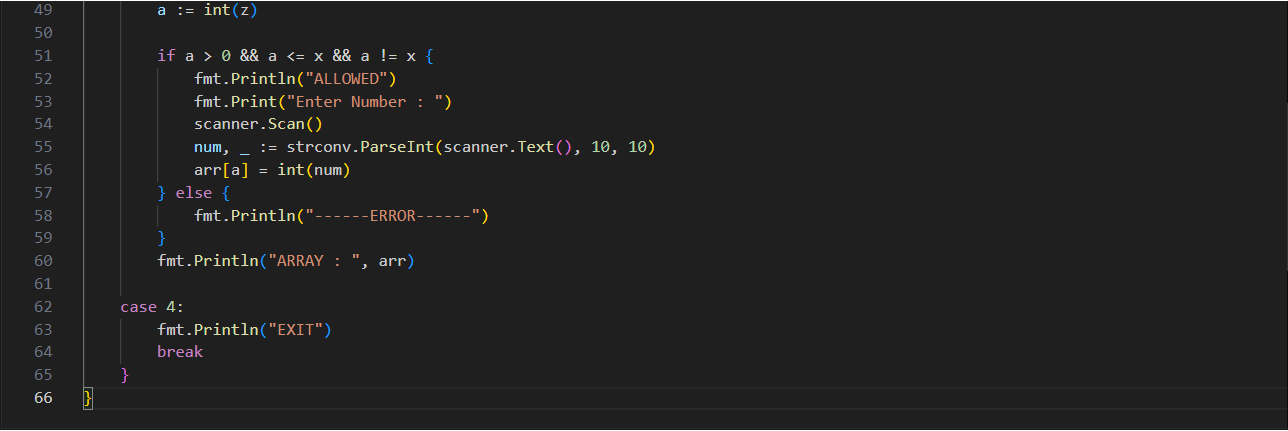 49 a := int(z)
50
51 if a > 0 && a <= x && a != x {
52 fmt.Println("ALLOWED")
53 fmt.Print("Enter Number : ")
54 scanner.Scan()
55 num, _ := strconv.ParseInt(scanner.Text(), 10, 10)
56 arr[a] = int(num)
57 } else {
58 fmt.Println("------ERROR------")
59 }
60 fmt.Println("ARRAY : ", arr)
61
62 case 4:
63 fmt.Println("EXIT")
64 break
65 }
66 }